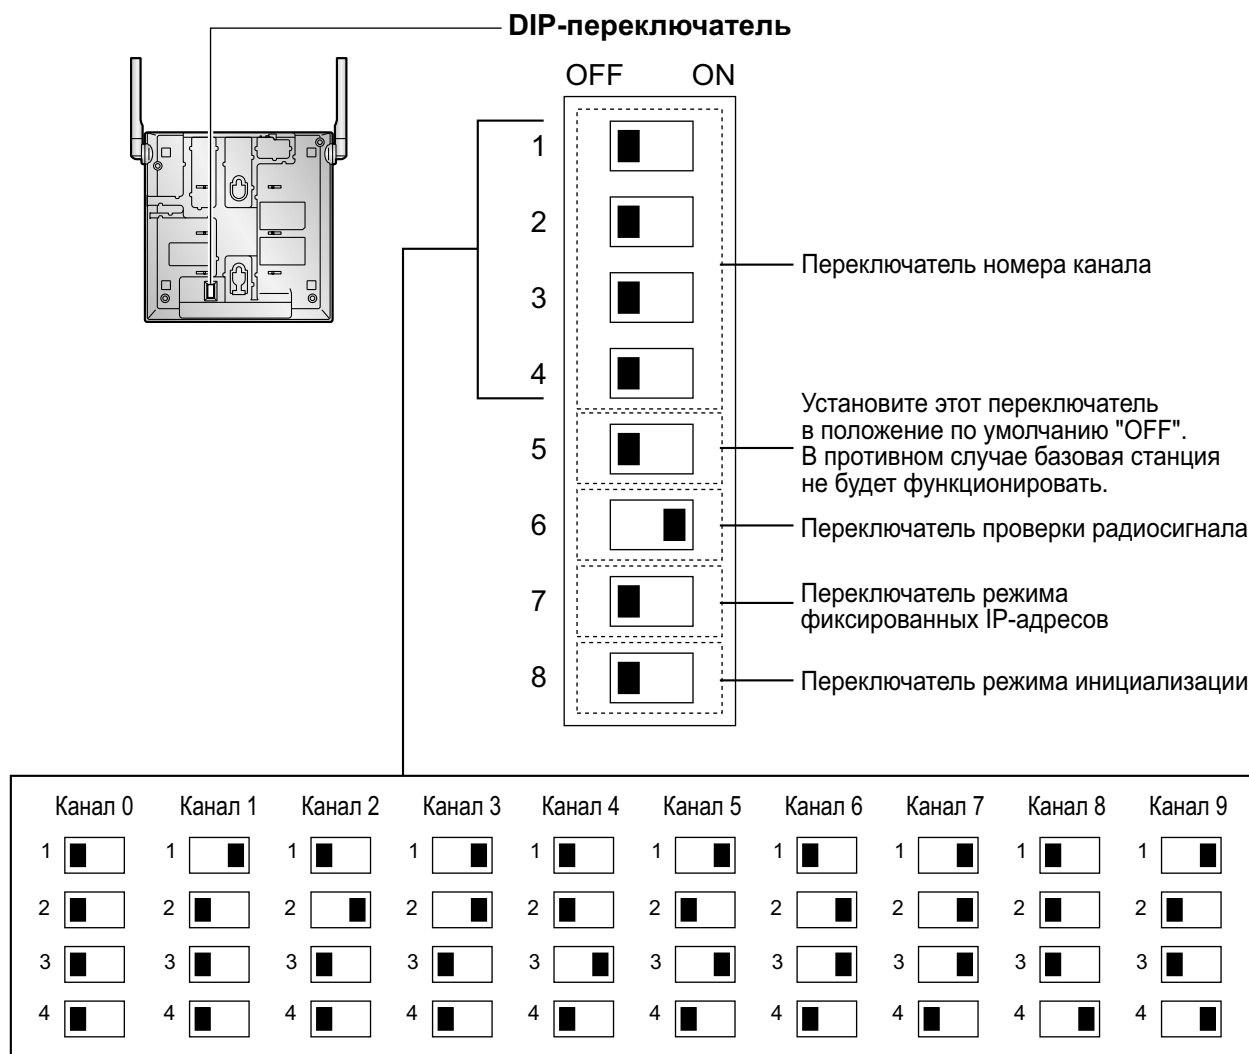 DIP-переключатель
OFF ON
1
2
3
4
5
6
7
8
Переключатель номера канала
Установите этот переключатель
в положение по умолчанию "OFF".
В противном случае базовая станция
не будет функционировать.
Переключатель проверки радиосигнала
Переключатель режима
фиксированных IP-адресов
Переключатель режима инициализации
Канал 0 Канал 1 Канал 2 Канал 3 Канал 4 Канал 5 Канал 6 Канал 7 Канал 8 Канал 9
1 1 1 1 1 1 1 1 1 1
2 2 2 2 2 2 2 2 2 2
3 3 3 3 3 3 3 3 3 3
4 4 4 4 4 4 4 4 4 4